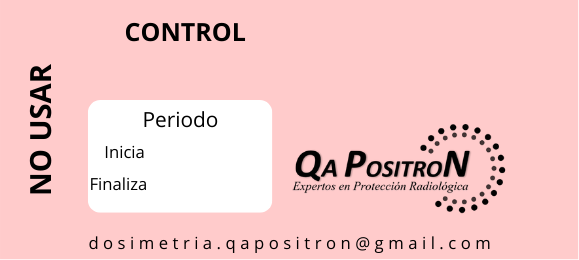 CONTROL
NO USAR
Periodo
Inicia
Finaliza
QA POSITRON
Expertos en Protección Radiológica
dosimetria.qapositron@gmail.com